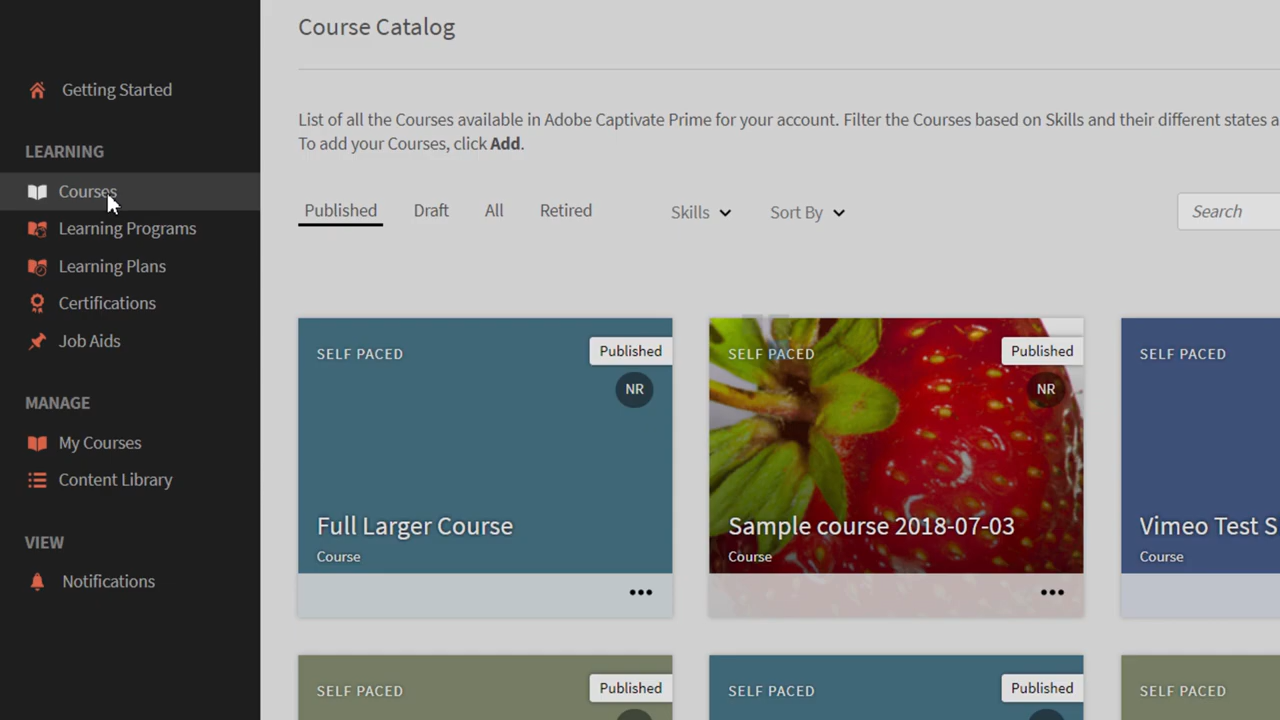 Course Catalog
Getting Started
LEARNING
Courses
Learning Programs
Learning Plans
Certifications
Job Aids
MANAGE
My Courses
Content Library
VIEW
Notifications
List of all the Courses available in Adobe Captivate Prime for your account. Filter the Courses based on Skills and their different states a
To add your Courses, click Add.
Published Draft All Retired Skills Sort By Search
SELF PACED Published
NR
Full Larger Course
Course
SELF PACED Published
NR
Sample course 2018-07-03
Course
SELF PACED
Vimeo Test S
Course
SELF PACED Published
SELF PACED Published
SELF PACED